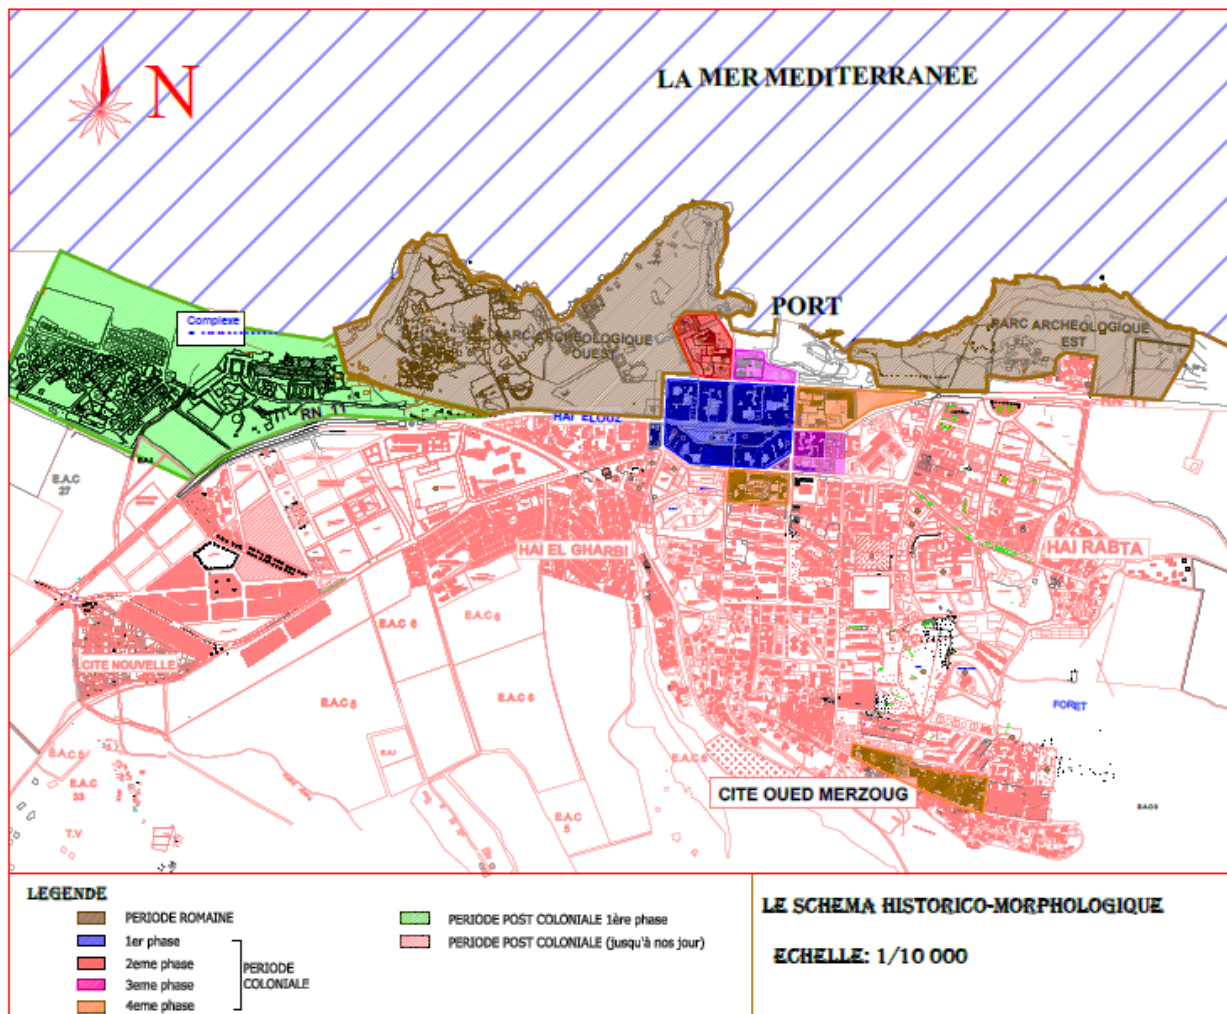 N
LA MER MEDITERRANEE
PORT
Complexe
PARC ARCHEOLOGIQUE
OUEST
PARC ARCHEOLOGIQUE
EST
RN 11
RN 11
HAI ELOUZ
E.A.C
27
HAI EL GHARBI
HAI RABTA
CITE NOUVELLE
E.A.C 6
E.A.C 6
E.A.C 5
E.A.C 6
FORET
E.A.C 5
E.A.C
33
T.V
E.A.C 6
CITE OUED MERZOUG
E.A.C
5
LEGENDE
PERIODE ROMAINE
1er phase
2eme phase
3eme phase
4eme phase
PERIODE
COLONIALE
PERIODE POST COLONIALE 1ère phase
PERIODE POST COLONIALE (jusqu'à nos jour)
LE SCHEMA HISTORICO-MORPHOLOGIQUE
ECHELLE: 1/10 000